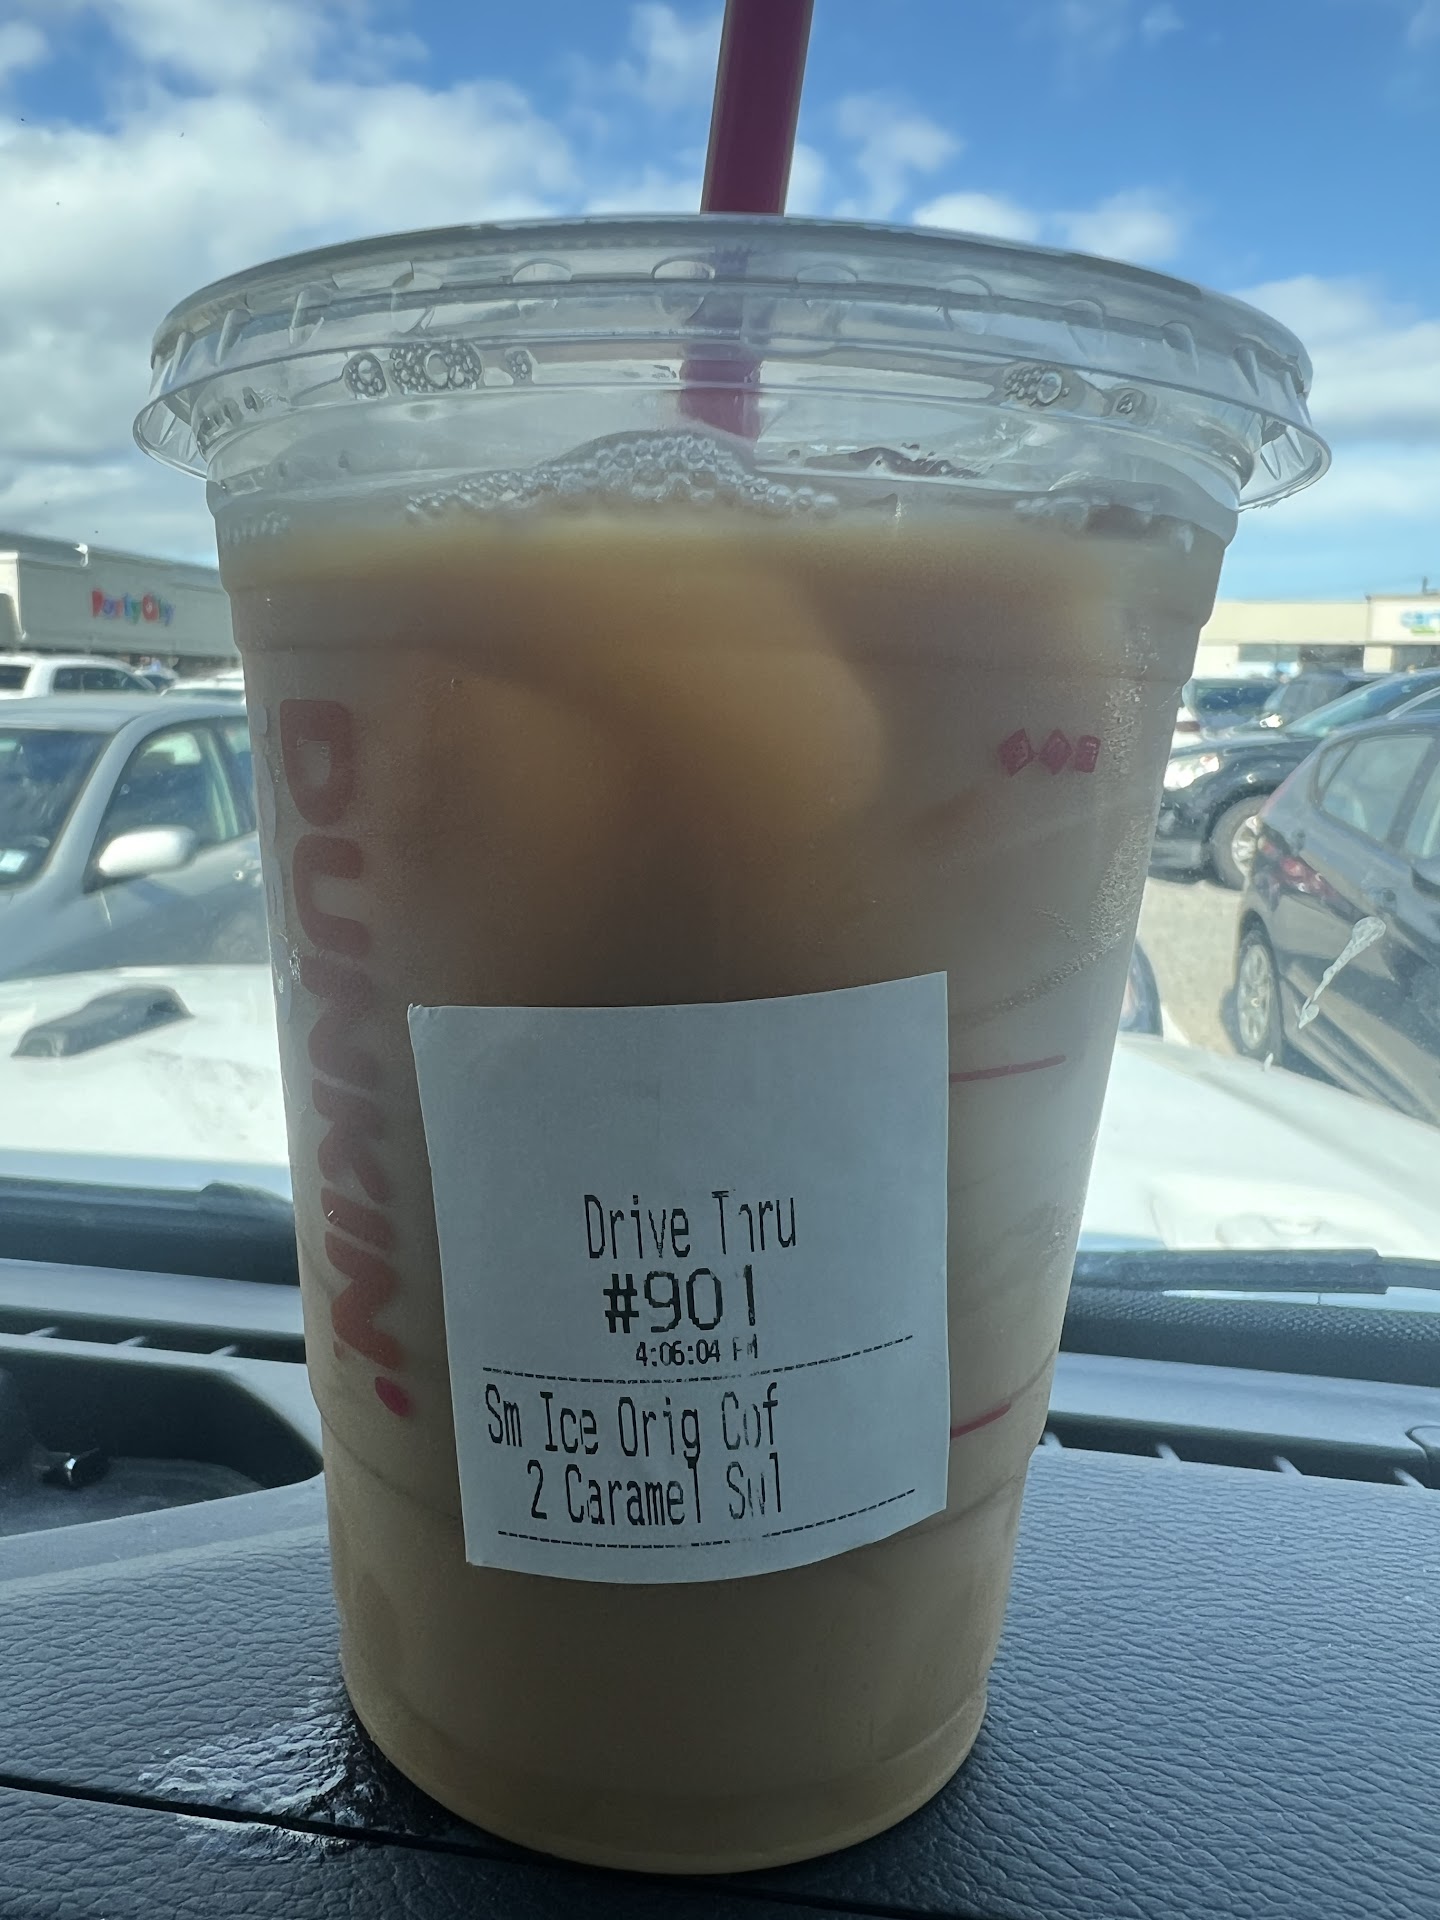 Party City
DUNKIN'
Drive Thru
#901
4:06:04 PM
Sm Ice Orig Cof
2 Caramel Swl